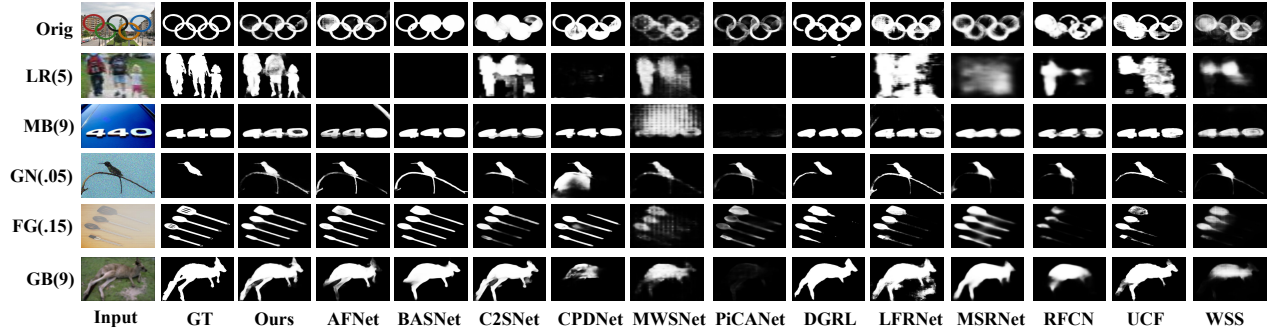 Orig
LR(5)
MB(9)
440
GN(.05)
FG(.15)
GB(9)
Input GT Ours AFNet BASNet C2SNet CPDNet MWSNet PiCANet DGRL LFRNet MSRNet RFCN UCF WSS